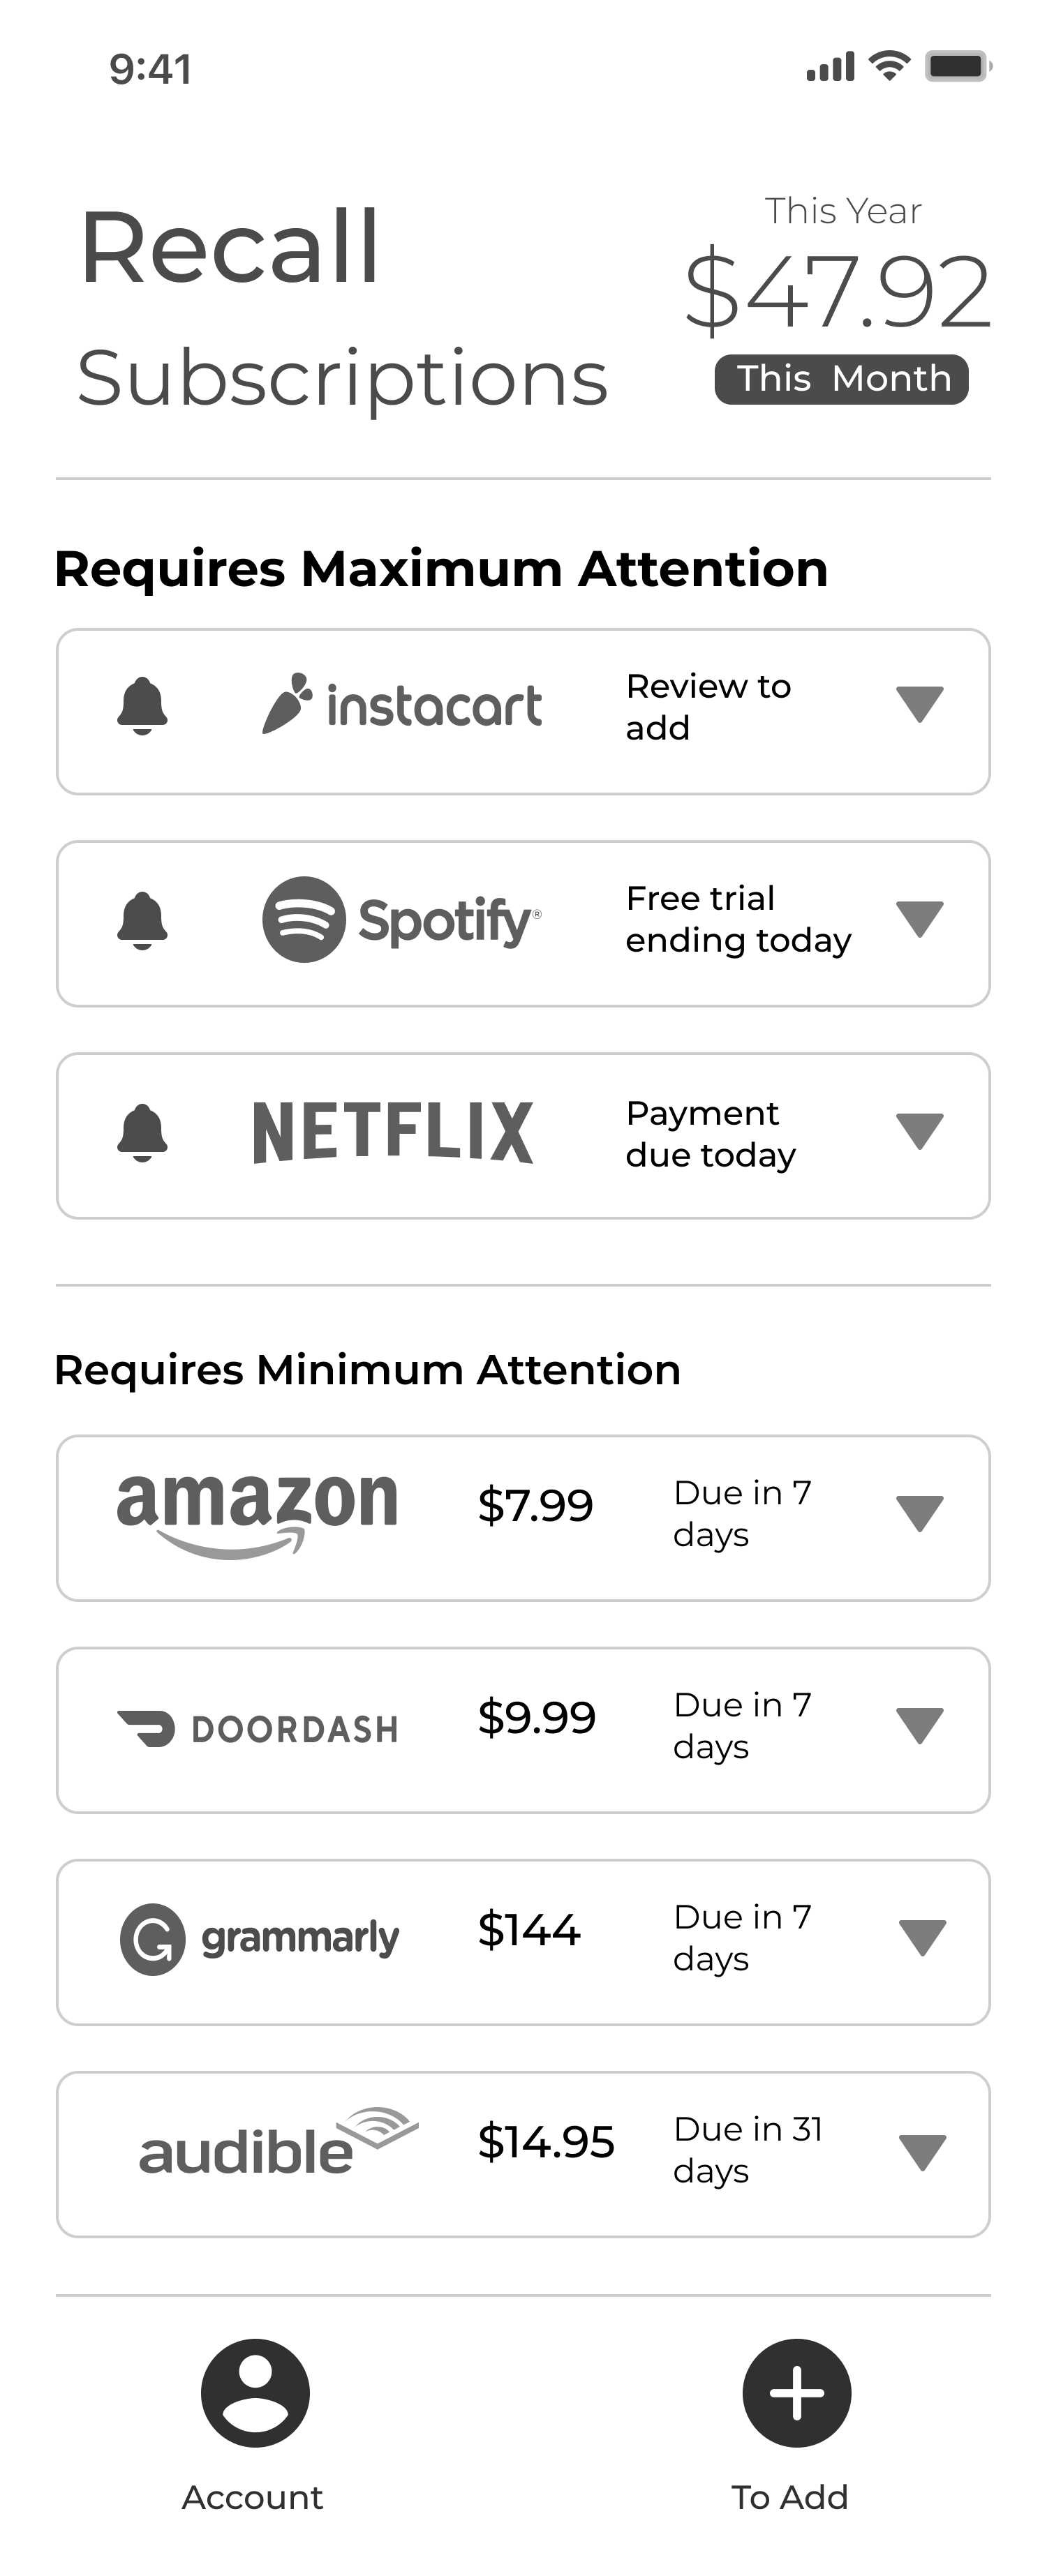 9:41
Recall
Subscriptions
This Year
$47.92
This Month
Requires Maximum Attention
instacart
Review to
add
Spotify®
Free trial
ending today
NETFLIX
Payment
due today
Requires Minimum Attention
amazon
$7.99
Due in 7
days
DOORDASH
$9.99
Due in 7
days
grammarly
$144
Due in 7
days
audible
$14.95
Due in 31
days
Account
To Add